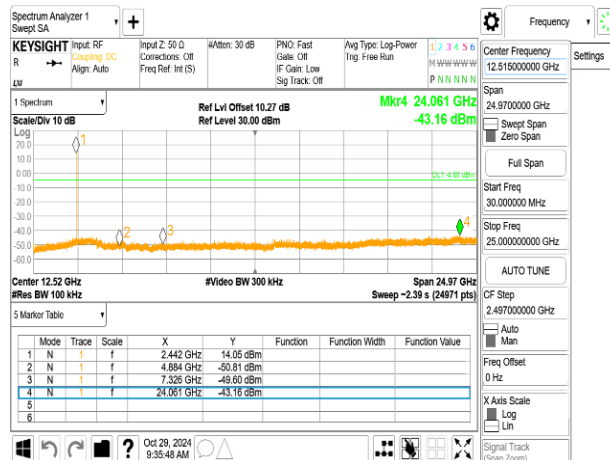 Spectrum Analyzer 1
Swept SA
Frequency
KEYSIGHT
R
Input: RF
Coupling: DC
Align: Auto
Input Z: 50 Ω
Corrections: Off
Freq Ref: Int (S)
#Atten: 30 dB
PNO: Fast
Gate: Off
IF Gain: Low
Sig Track: Off
Avg Type: Log-Power
Trig: Free Run
1 2 3 4 5 6
M W W W W W
P N N N N N
LXI
1 Spectrum
Scale/Div 10 dB
Ref Lvl Offset 10.27 dB
Ref Level 30.00 dBm
Mkr4 24.061 GHz
-43.16 dBm
Log
20.0
10.0
0.00
-10.0
-20.0
-30.0
-40.0
-50.0
-60.0
1
2
3
4
Center 12.52 GHz
#Res BW 100 kHz
#Video BW 300 kHz
Span 24.97 GHz
Sweep ~2.39 s (24971 pts)
5 Marker Table
Mode Trace Scale X Y Function Function Width Function Value
1 N 1 f 2.442 GHz 14.05 dBm
2 N 1 f 4.884 GHz -50.81 dBm
3 N 1 f 7.326 GHz -49.60 dBm
4 N 1 f 24.061 GHz -43.16 dBm
5
6
Oct 29, 2024
9:35:48 AM
Settings
Center Frequency
12.515000000 GHz
Span
24.9700000 GHz
Swept Span
Zero Span
Full Span
Start Freq
30.000000 MHz
Stop Freq
25.000000000 GHz
AUTO TUNE
CF Step
2.497000000 GHz
Auto
Man
Freq Offset
0 Hz
X Axis Scale
Log
Lin
Signal Track
(Span Zoom)